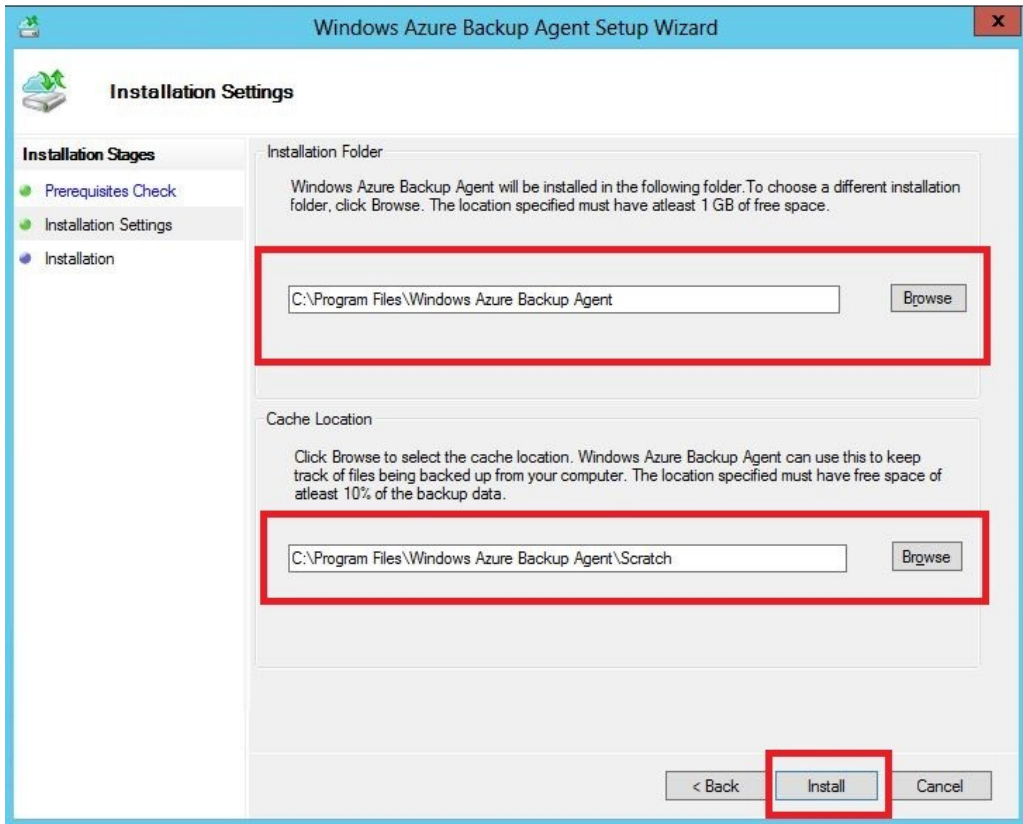 Windows Azure Backup Agent Setup Wizard
x
Installation Settings
Installation Stages
Prerequisites Check
Installation Settings
Installation
Installation Folder
Windows Azure Backup Agent will be installed in the following folder.To choose a different installation
folder, click Browse. The location specified must have atleast 1 GB of free space.
C:\Program Files\Windows Azure Backup Agent
Browse
Cache Location
Click Browse to select the cache location. Windows Azure Backup Agent can use this to keep
track of files being backed up from your computer. The location specified must have free space of
atleast 10% of the backup data.
C:\Program Files\Windows Azure Backup Agent\Scratch
Browse
< Back
Install
Cancel